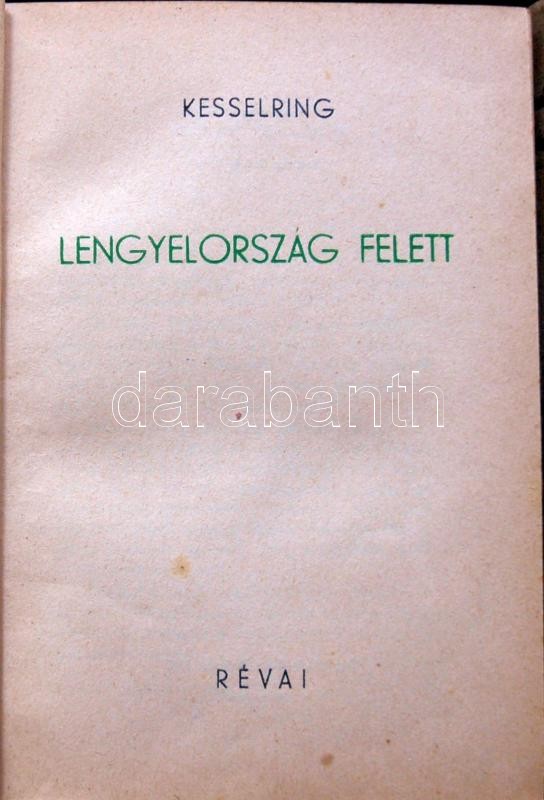 KESSELRING
LENGYELORSZÁG FELETT
darabanth
RÉVAI